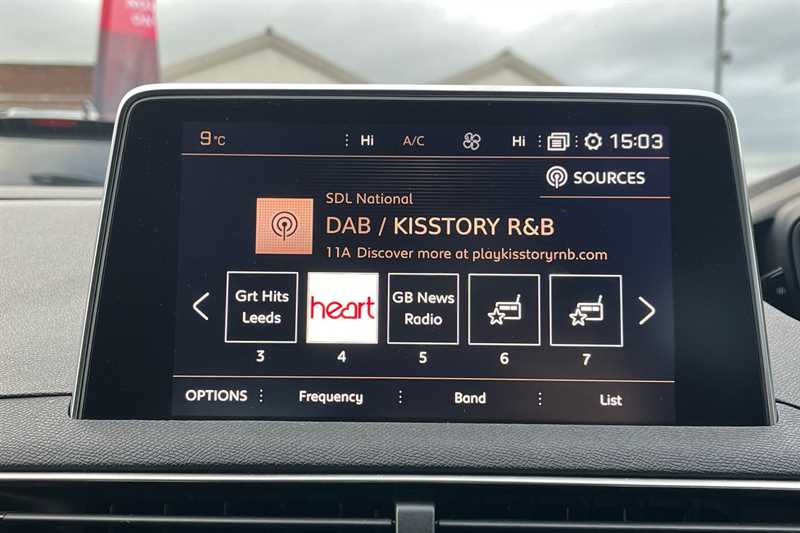 9°C Hi A/C Hi 15:03
SOURCES
SDL National
DAB / KISSTORY R&B
11A Discover more at playkisstoryrnb.com
Grt Hits
Leeds
heart
GB News
Radio
3 4 5 6 7
OPTIONS Frequency Band List